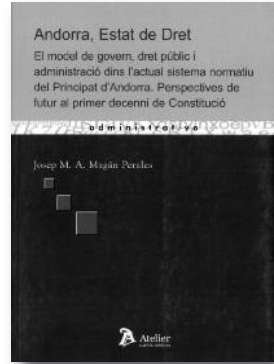 Andorra, Estat de Dret
El model de govern, dret públic i
administració dins l'actual sistema normatiu
del Principat d'Andorra. Perspectives de
futur al primer decenni de Constitució
administrativo
Josep M. A. Magán Perales
Atelier